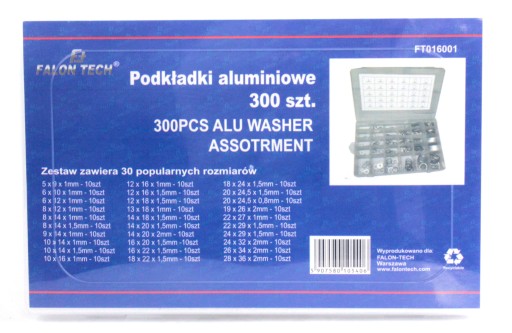 FT016001
FALON TECH
Podkładki aluminiowe
300 szt.
300PCS ALU WASHER
ASSOTRMENT
Zestaw zawiera 30 popularnych rozmiarów
5 x 9 x 1mm - 10szt
6 x 10 x 1mm - 10szt
6 x 12 x 1mm - 10szt
8 x 12 x 1mm - 10szt
8 x 14 x 1mm - 10szt
8 x 14 x 1,5mm - 10szt
9 x 14 x 1mm - 10szt
10 x 14 x 1mm - 10szt
10 x 14 x 1,5mm - 10szt
10 x 16 x 1mm - 10szt
12 x 16 x 1mm - 10szt
12 x 16 x 1,5mm - 10szt
12 x 18 x 1,5mm - 10szt
13 x 18 x 1mm - 10szt
14 x 18 x 1,5mm - 10szt
14 x 20 x 1,5mm - 10szt
14 x 20 x 2mm - 10szt
16 x 20 x 1,5mm - 10szt
16 x 22 x 1,5mm - 10szt
18 x 22 x 1,5mm - 10szt
18 x 24 x 1,5mm - 10szt
20 x 24,5 x 1,5mm - 10szt
20 x 24,5 x 0,8mm - 10szt
19 x 26 x 2mm - 10szt
22 x 27 x 1mm - 10szt
22 x 29 x 1,5mm - 10szt
24 x 29 x 1,5mm - 10szt
24 x 32 x 2mm - 10szt
26 x 34 x 2mm - 10szt
28 x 36 x 2mm - 10szt
5907580105408
Wyprodukowano dla:
FALON-TECH
Warszawa
www.falontech.com